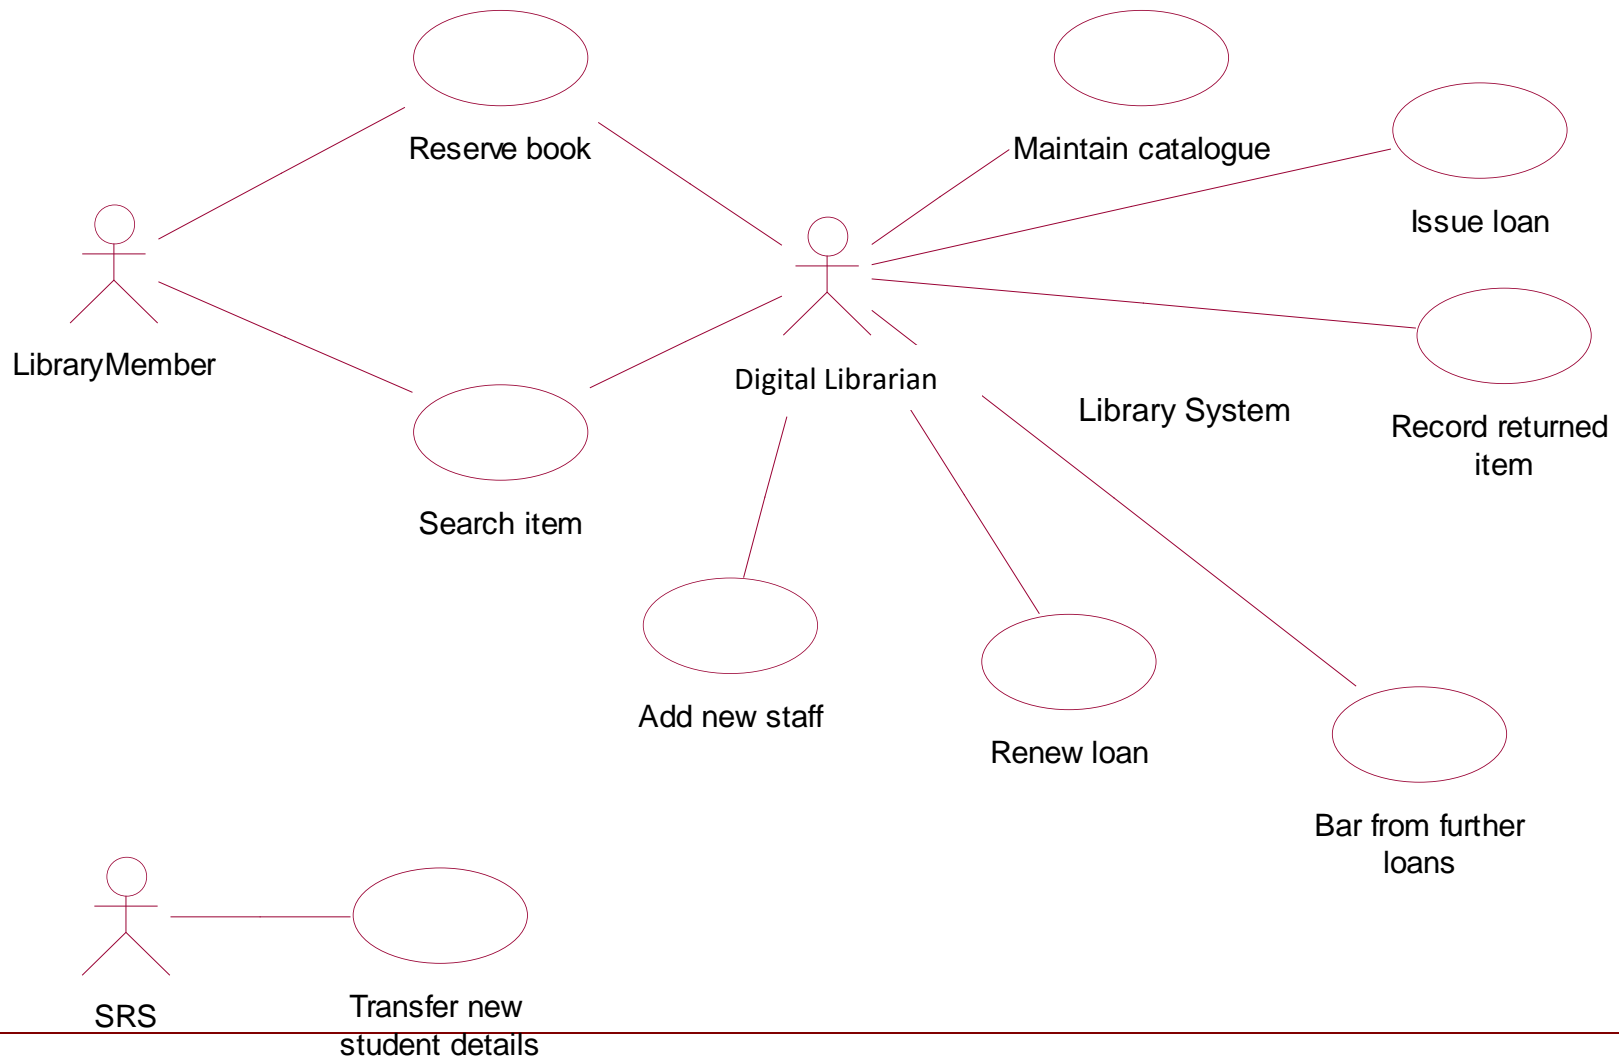 Reserve book
Maintain catalogue
Issue loan
LibraryMember
Digital Librarian
Library System
Record returned
item
Search item
Add new staff
Renew loan
Bar from further
loans
SRS
Transfer new
student details